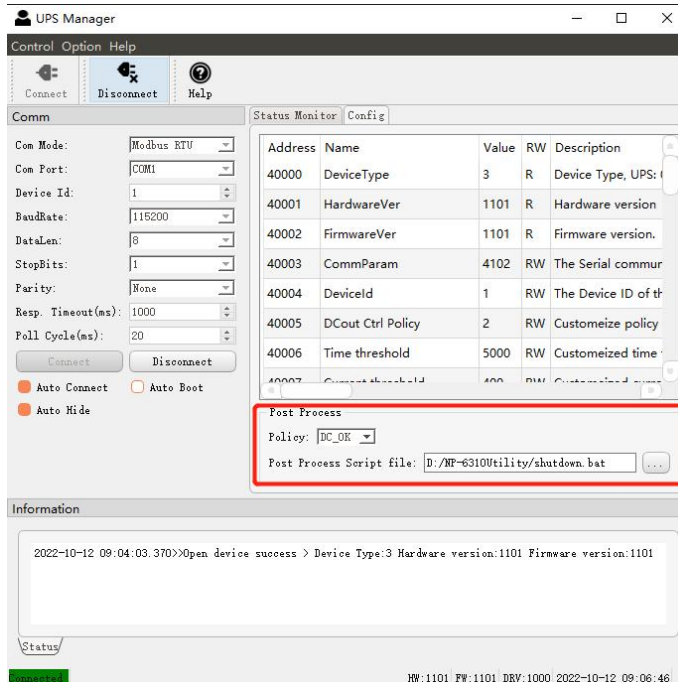 UPS Manager
Control Option Help
Connect Disconnect Help
Comm
Com Mode: Modbus RTU
Com Port: COM1
Device Id: 1
BaudRate: 115200
DataLen: 8
StopBits: 1
Parity: None
Resp. Timeout(ms): 1000
Poll Cycle(ms): 20
Connect Disconnect
Auto Connect Auto Boot
Auto Hide
Status Monitor Config
Address Name Value RW Description
40000 DeviceType 3 R Device Type, UPS:
40001 HardwareVer 1101 R Hardware version
40002 FirmwareVer 1101 R Firmware version.
40003 CommParam 4102 RW The Serial commur
40004 DeviceId 1 RW The Device ID of th
40005 DCout Ctrl Policy 2 RW Customeize policy
40006 Time threshold 5000 RW Customeized time
40007 Current threshold 400 RW Customeized
Post Process
Policy: DC_OK
Post Process Script file: D:/NP-6310Utility/shutdown.bat ...
Information
2022-10-12 09:04:03.370>>Open device success > Device Type:3 Hardware version:1101 Firmware version:1101
Status
Connected HW:1101 FW:1101 DRV:1000 2022-10-12 09:06:46